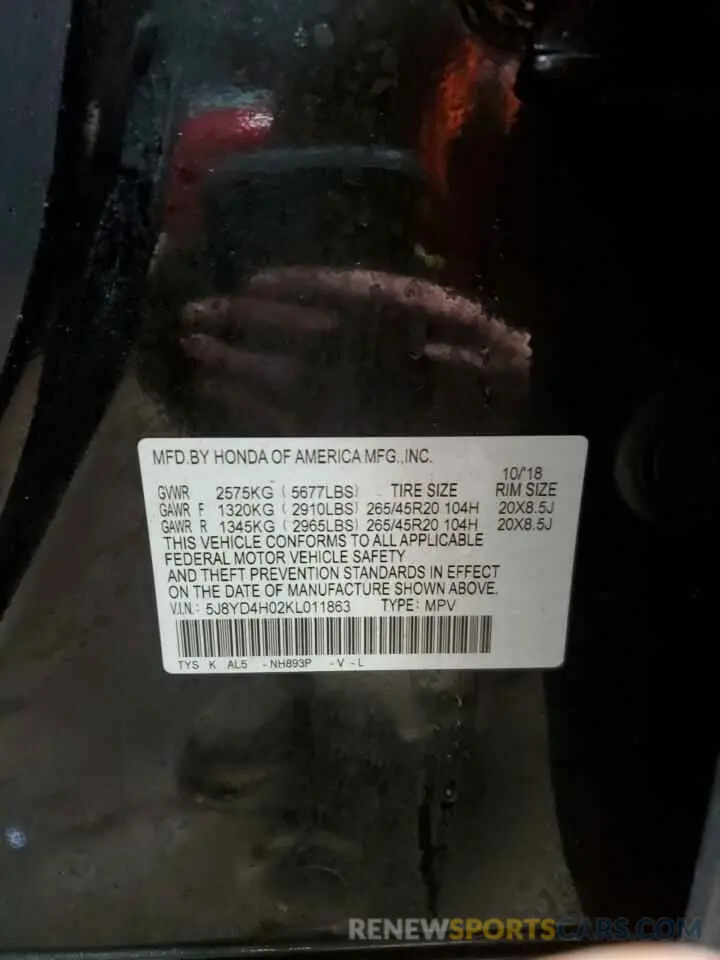 MFD.BY HONDA OF AMERICA MFG.,INC.
10/'18
GVWR 2575KG ( 5677LBS) TIRE SIZE RIM SIZE
GAWR F 1320KG ( 2910LBS) 265/45R20 104H 20X8.5J
GAWR R 1345KG ( 2965LBS) 265/45R20 104H 20X8.5J
THIS VEHICLE CONFORMS TO ALL APPLICABLE
FEDERAL MOTOR VEHICLE SAFETY
AND THEFT PREVENTION STANDARDS IN EFFECT
ON THE DATE OF MANUFACTURE SHOWN ABOVE.
V.I.N.: 5J8YD4H02KL011863 TYPE: MPV
TYS K AL5 -NH893P -V -L
RENEWSPORTSCARS.COM